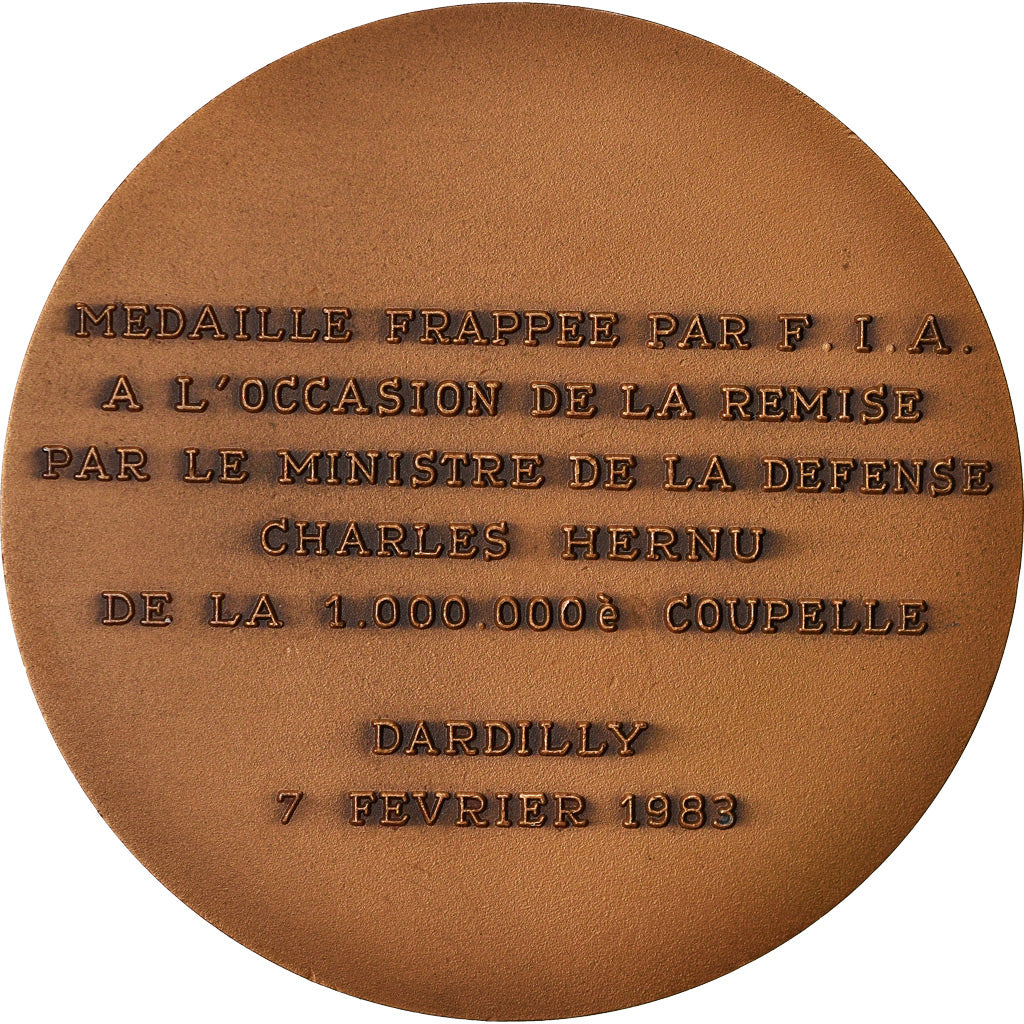 MEDAILLE FRAPPEE PAR F.I.A.
A L'OCCASION DE LA REMISE
PAR LE MINISTRE DE LA DEFENSE
CHARLES HERNU
DE LA 1.000.000è COUPELLE
DARDILLY
7 FEVRIER 1983